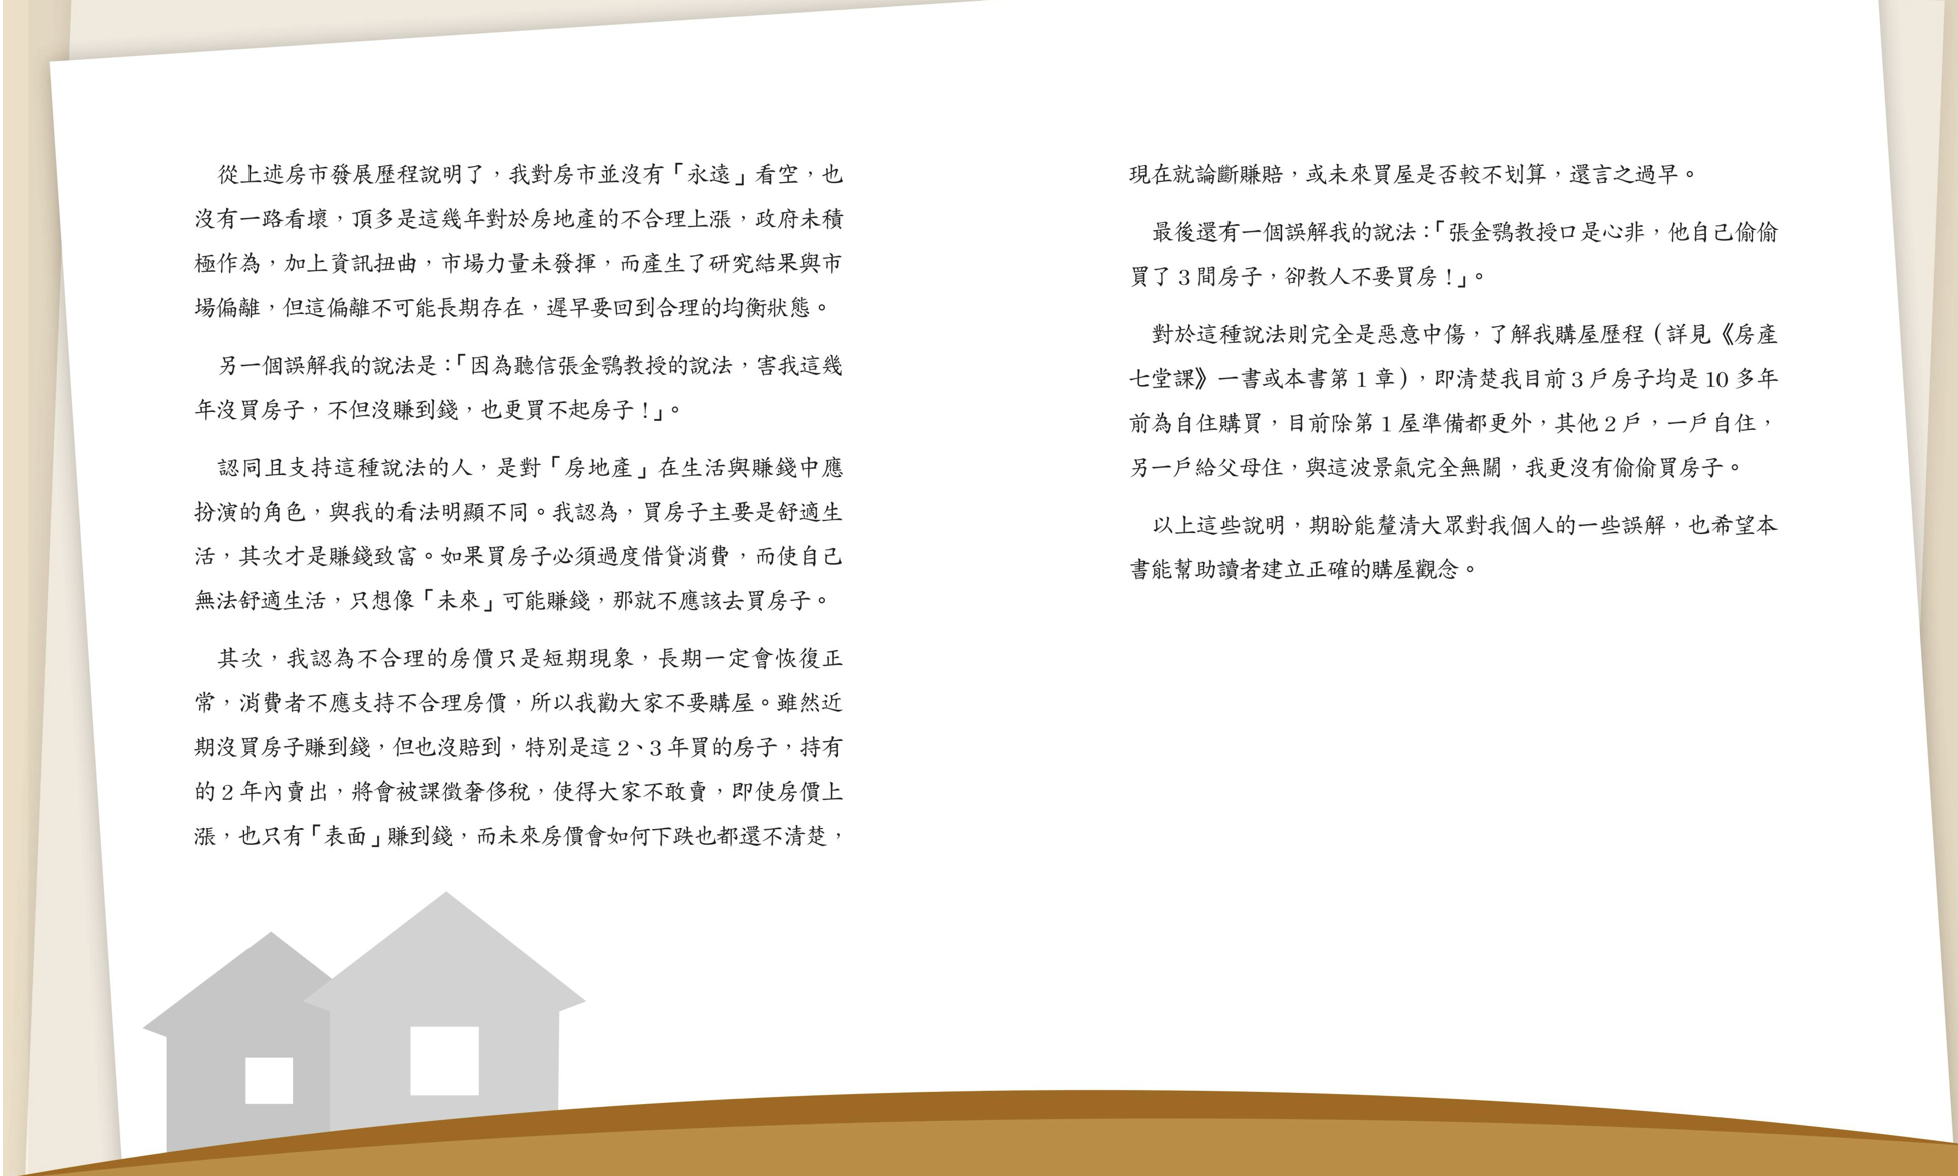 從上述房市發展歷程說明了，我對房市並沒有「永遠」看空，也
沒有一路看壞，頂多是這幾年對於房地產的不合理上漲，政府未積
極作為，加上資訊扭曲，市場力量未發揮，而產生了研究結果與市
場偏離，但這偏離不可能長期存在，遲早要回到合理的均衡狀態。
另一個誤解我的說法是：「因為聽信張金鶚教授的說法，害我這幾
年沒買房子，不但沒賺到錢，也更買不起房子！」。
認同且支持這種說法的人，是對「房地產」在生活與賺錢中應
扮演的角色，與我的看法明顯不同。我認為，買房子主要是舒適生
活，其次才是賺錢致富。如果買房子必須過度借貸消費，而使自己
無法舒適生活，只想像「未來」可能賺錢，那就不應該去買房子。
其次，我認為不合理的房價只是短期現象，長期一定會恢復正
常，消費者不應支持不合理房價，所以我勸大家不要購屋。雖然近
期沒買房子賺到錢，但也沒賠到，特別是這 2、3 年買的房子，持有
的 2 年內賣出，將會被課徵奢侈稅，使得大家不敢賣，即使房價上
漲，也只有「表面」賺到錢，而未來房價會如何下跌也都還不清楚，
現在就論斷賺賠，或未來買屋是否較不划算，還言之過早。
最後還有一個誤解我的說法：「張金鶚教授口是心非，他自己偷偷
買了 3 間房子，卻教人不要買房！」。
對於這種說法則完全是惡意中傷，了解我購屋歷程（詳見《房產
七堂課》一書或本書第 1 章），即清楚我目前 3 戶房子均是 10 多年
前為自住購買，目前除第 1 屋準備都更外，其他 2 戶，一戶自住，
另一戶給父母住，與這波景氣完全無關，我更沒有偷偷買房子。
以上這些說明，期盼能釐清大眾對我個人的一些誤解，也希望本
書能幫助讀者建立正確的購屋觀念。